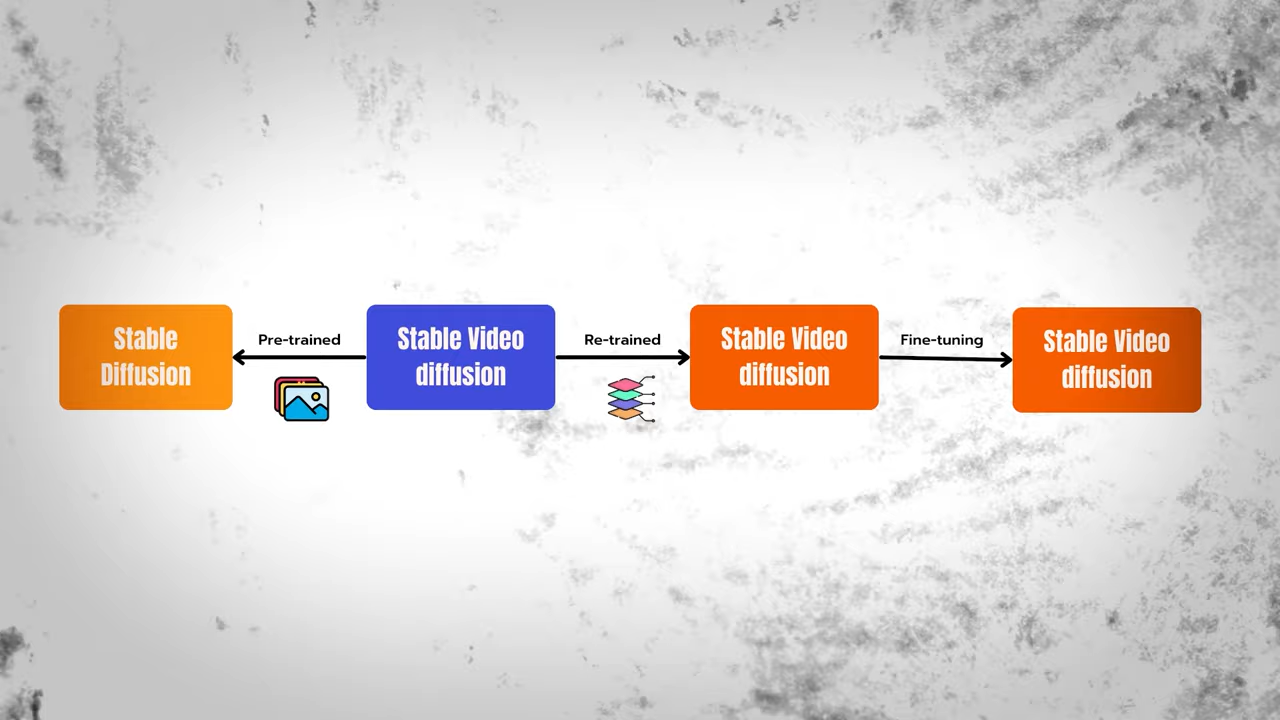 Stable
Diffusion
Pre-trained
Stable Video
diffusion
Re-trained
Stable Video
diffusion
Fine-tuning
Stable Video
diffusion